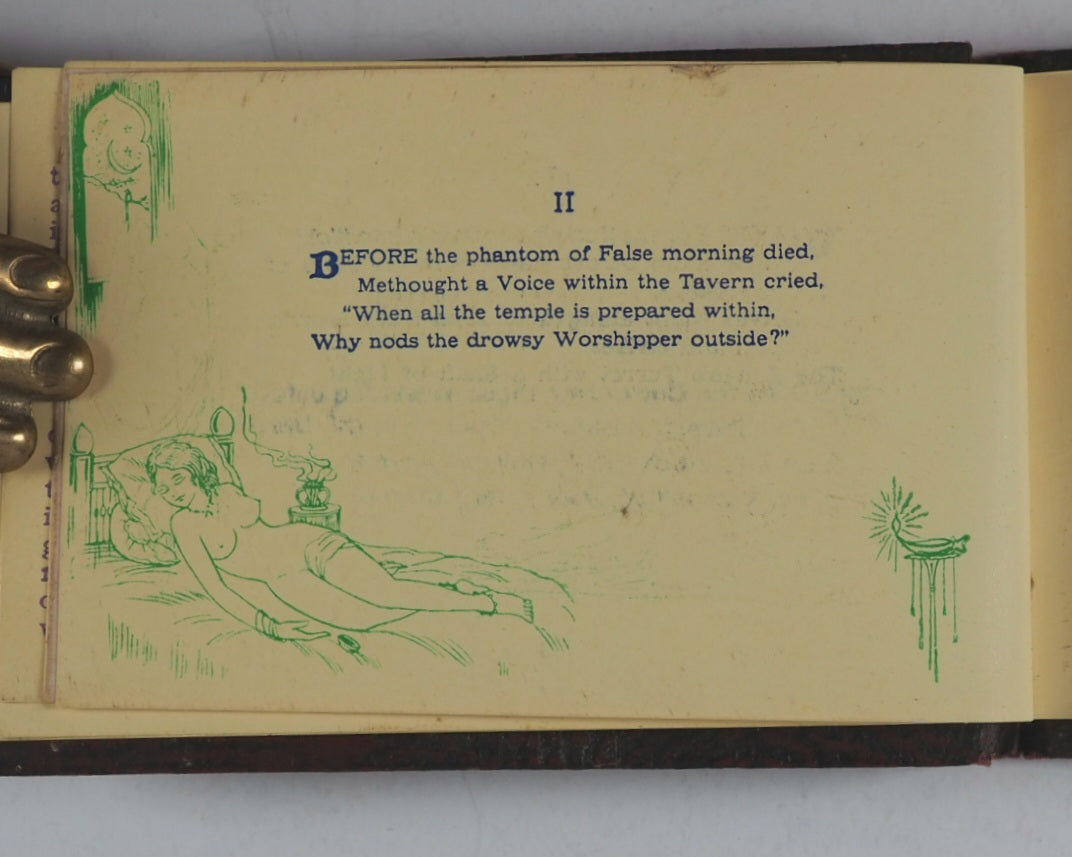 II
BEFORE the phantom of False morning died,
Methought a Voice within the Tavern cried,
“When all the temple is prepared within,
Why nods the drowsy Worshipper outside?”